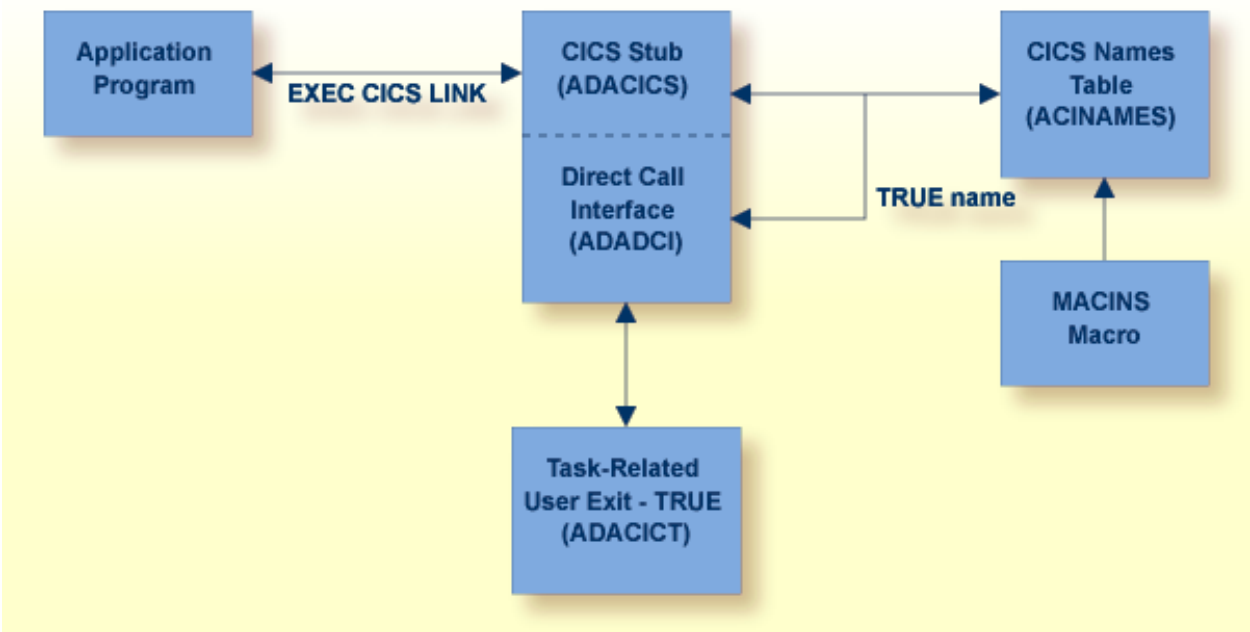 Application
Program
EXEC CICS LINK
CICS Stub
(ADACICS)
Direct Call
Interface
(ADADCI)
CICS Names
Table
(ACINAMES)
TRUE name
MACINS
Macro
Task-Related
User Exit - TRUE
(ADACICT)